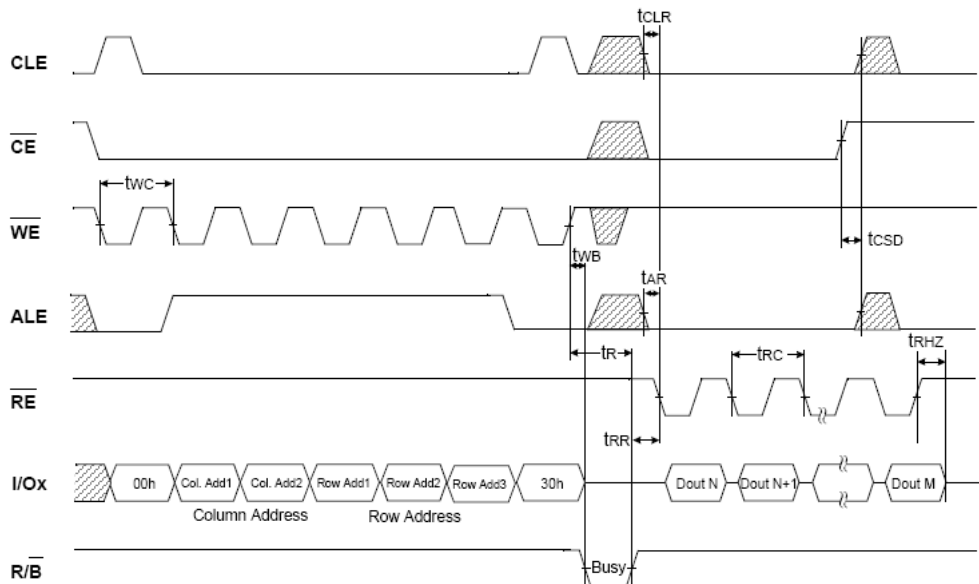 tCLR
CLE
CE
tWC
WE
tWB
tCSD
tAR
ALE
tR
tRC
tRHZ
RE
tRR
I/Ox
00h
Col. Add1
Col. Add2
Row Add1
Row Add2
Row Add3
30h
Dout N
Dout N+1
Dout M
Column Address
Row Address
R/B
Busy